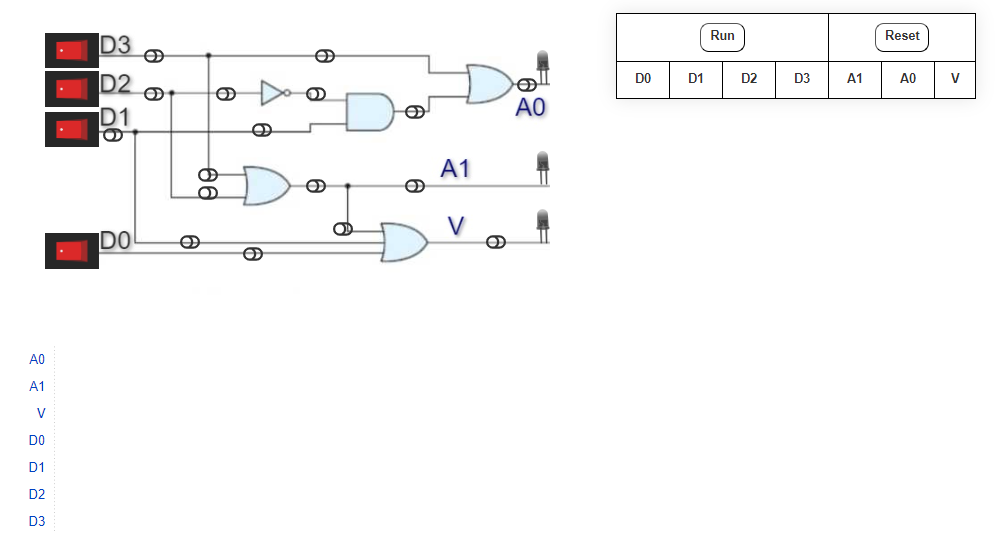 D3
D2
D1
D0
A0
A1
V
Run Reset
D0 D1 D2 D3 A1 A0 V
A0
A1
V
D0
D1
D2
D3